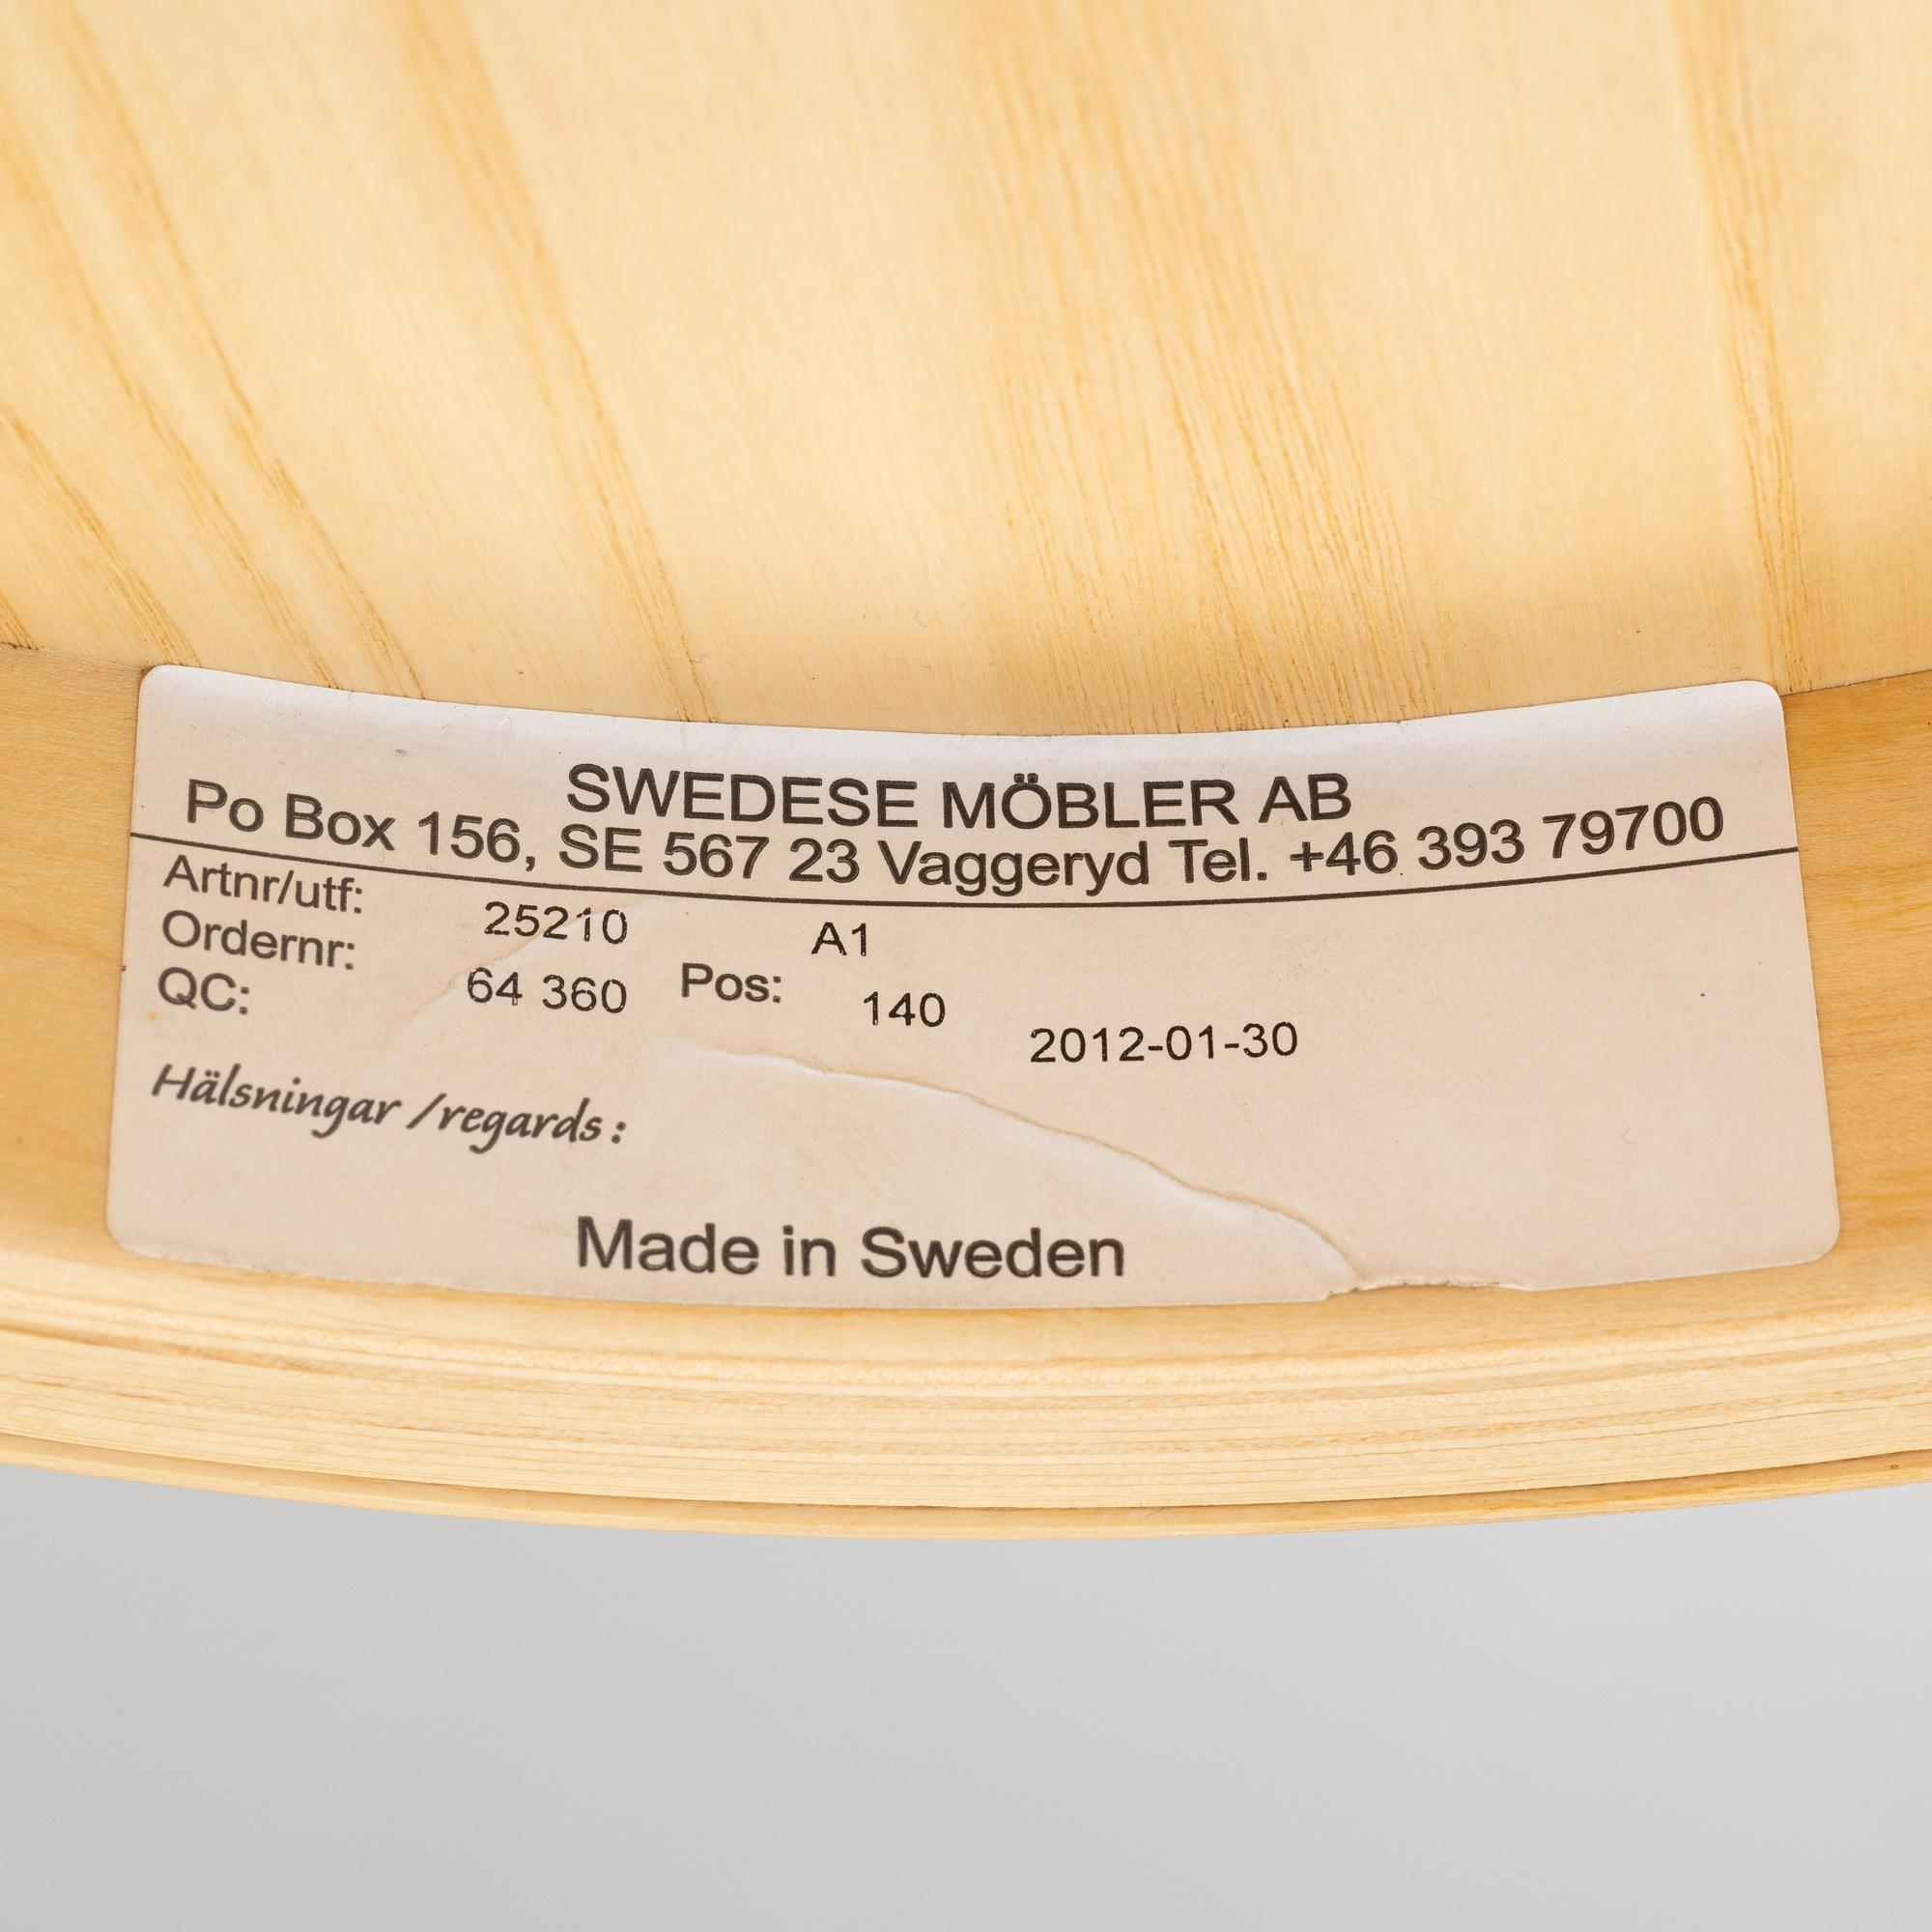 SWEDESE MÖBLER AB
Po Box 156, SE 567 23 Vaggeryd Tel. +46 393 79700
Artnr/utf: 25210 A1
Ordernr: 64 360 Pos: 140
QC: 2012-01-30
Hälsningar /regards:
Made in Sweden